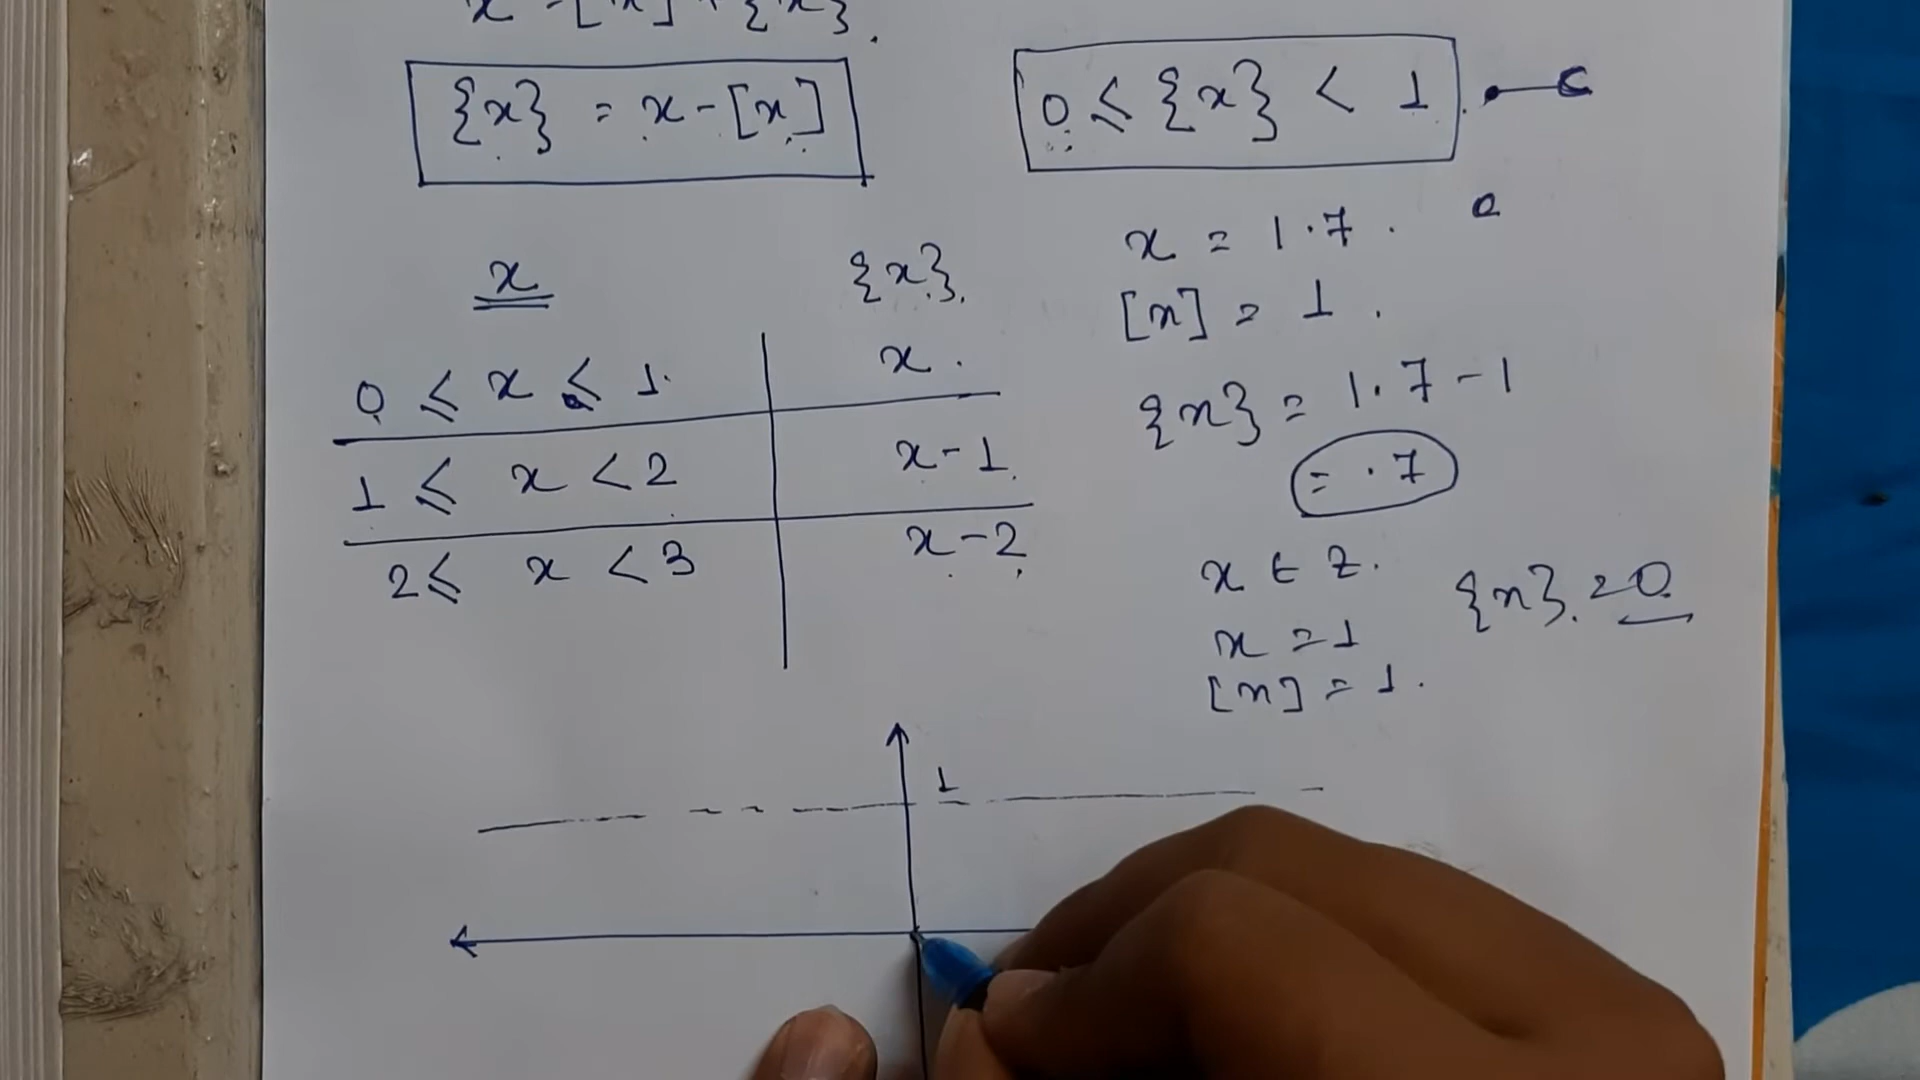 x = [x] + {x}.
{x} = x - [x]
0 ≤ {x} < 1
x = 1.7.
[x] = 1.
{x} = 1.7 - 1
= .7
x {x}.
0 ≤ x ≤ 1 x.
1 ≤ x < 2 x - 1
2 ≤ x < 3 x - 2
x ∈ Z.
x = 1
[x] = 1.
{x} = 0
1